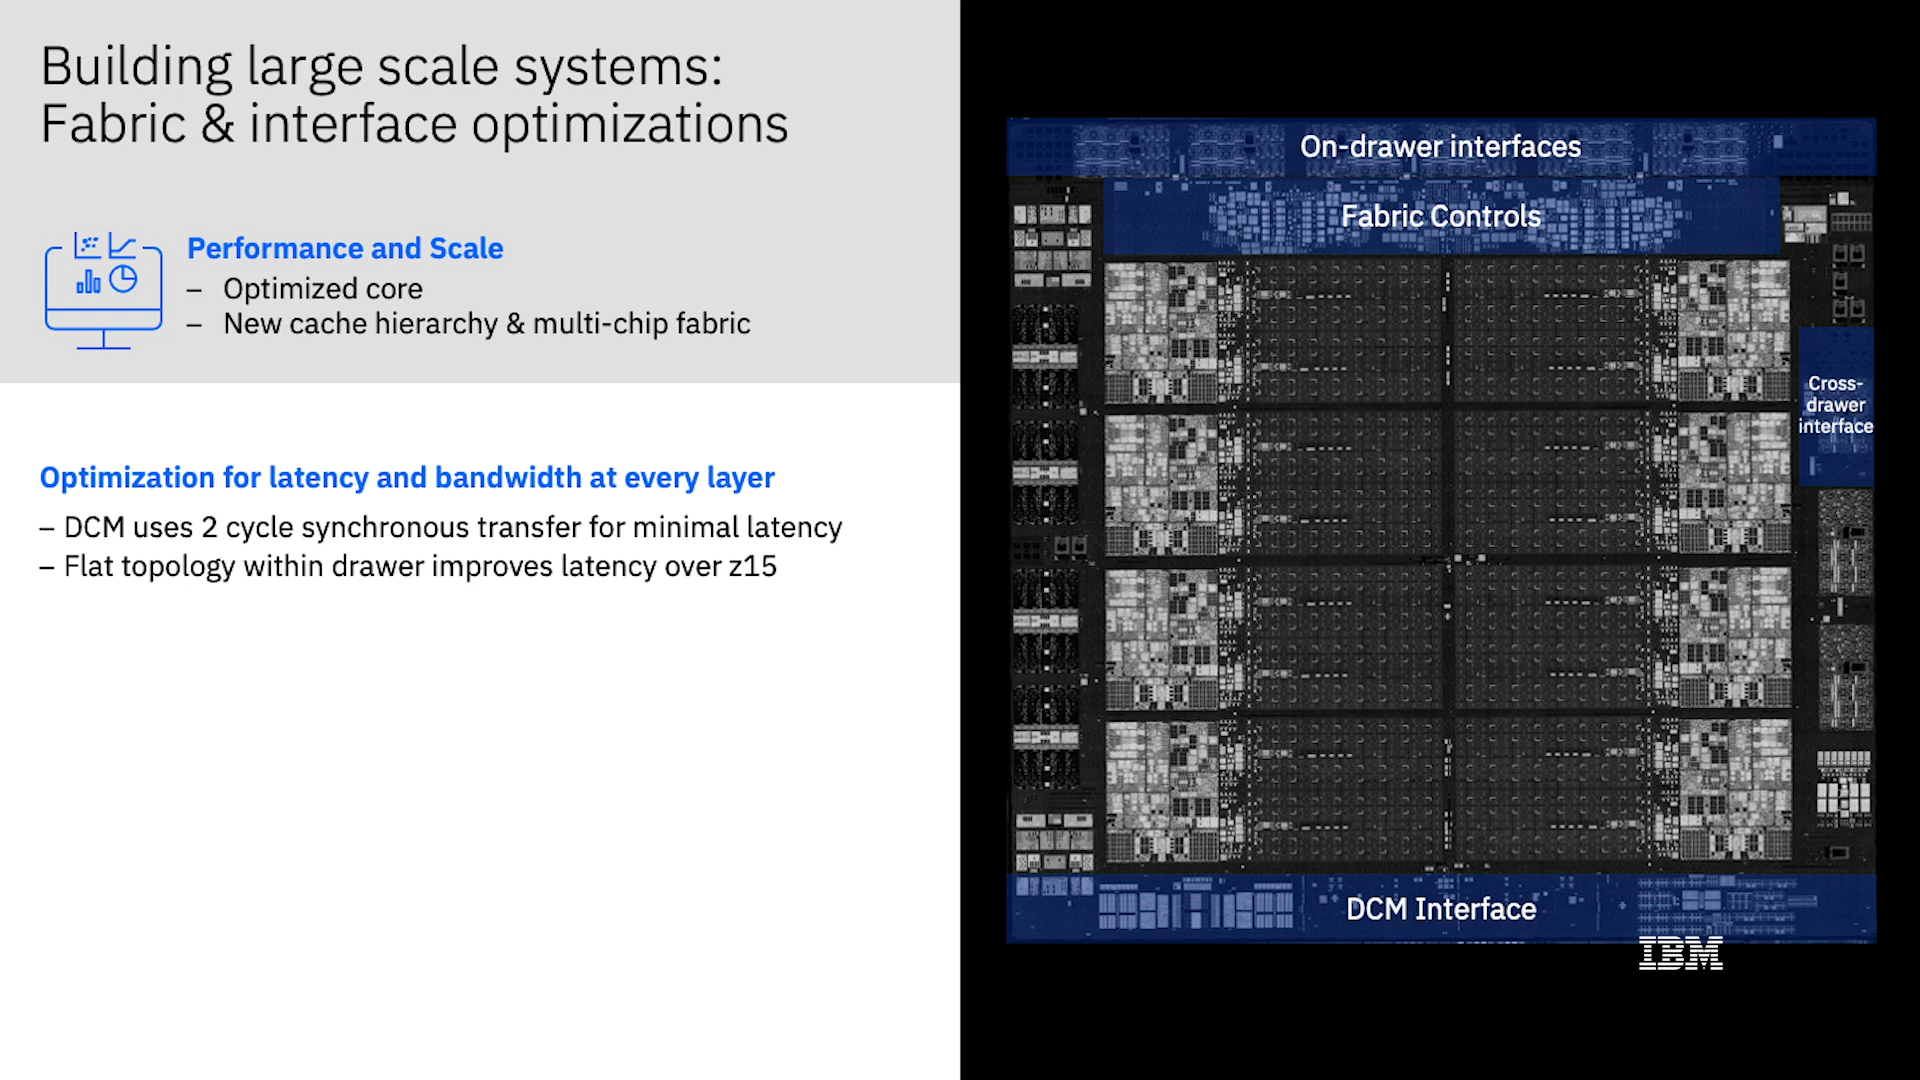 Building large scale systems:
Fabric & interface optimizations
Performance and Scale
– Optimized core
– New cache hierarchy & multi-chip fabric
Optimization for latency and bandwidth at every layer
– DCM uses 2 cycle synchronous transfer for minimal latency
– Flat topology within drawer improves latency over z15
On-drawer interfaces
Fabric Controls
Cross-
drawer
interface
DCM Interface
IBM